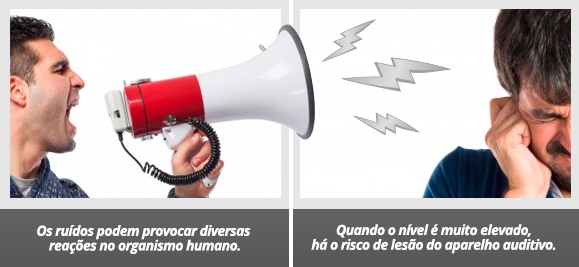 Os ruídos podem provocar diversas
reações no organismo humano.
Quando o nível é muito elevado,
há o risco de lesão do aparelho auditivo.